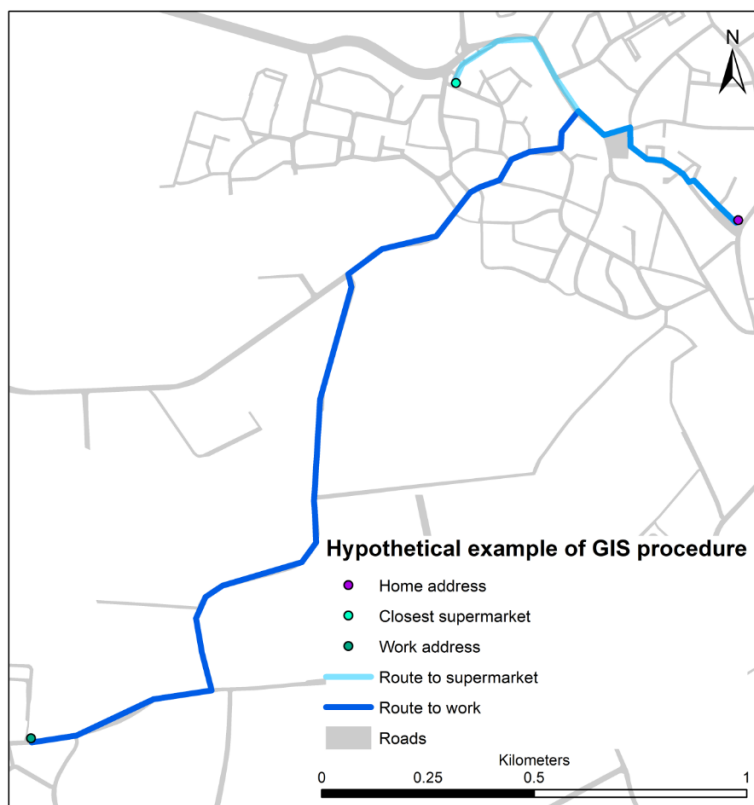 N
Hypothetical example of GIS procedure
Home address
Closest supermarket
Work address
Route to supermarket
Route to work
Roads
Kilometers
0 0.25 0.5 1